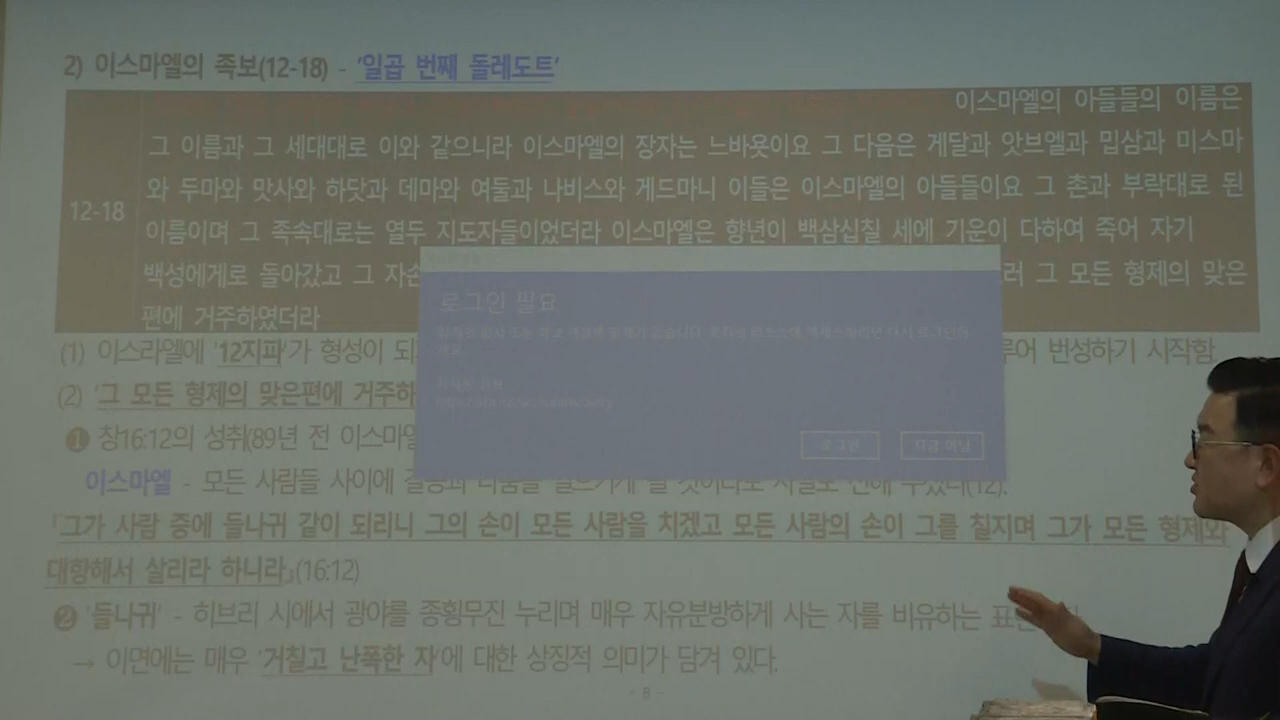 2) 이스마엘의 족보(12-18) - '일곱 번째 돌레도트'
이스마엘의 아들들의 이름은
그 이름과 그 세대대로 이와 같으니라 이스마엘의 장자는 느바욧이요 그 다음은 게달과 앗브엘과 밉삼과 미스마
와 두마와 맛사와 하닷과 데마와 여둘과 나비스와 게드마니 이들은 이스마엘의 아들들이요 그 촌과 부락대로 된
12-18
이름이며 그 족속대로는 열두 지도자들이었더라 이스마엘은 향년이 백삼십칠 세에 기운이 다하여 죽어 자기
백성에게로 돌아갔고 그 자손 그 모든 형제의 맞은
편에 거주하였더라
로그인 필요
로그인 지금 아님
(1) 이스라엘에 '12지파'가 형성이 되 번성하기 시작함.
(2) '그 모든 형제의 맞은편에 거주하
❶ 창16:12의 성취(89년 전 이스마엘
이스마엘 - 모든 사람들 사이에
『그가 사람 중에 들나귀 같이 되리니 그의 손이 모든 사람을 치겠고 모든 사람의 손이 그를 칠지며 그가 모든 형제와
대항해서 살리라 하니라』(16:12)
❷ '들나귀' - 히브리 시에서 광야를 종횡무진 누리며 매우 자유분방하게 사는 자를 비유하는
→ 이면에는 매우 '거칠고 난폭한 자'에 대한 상징적 의미가 담겨 있다.
- 8 -